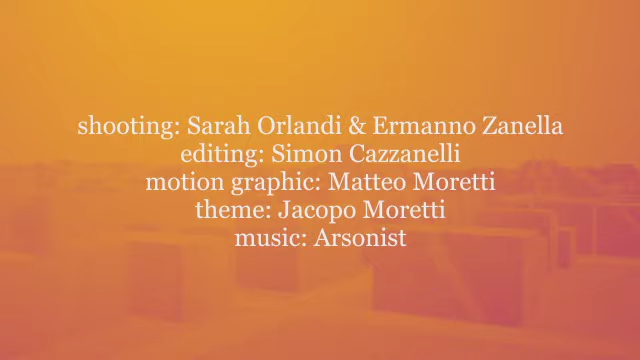 shooting: Sarah Orlandi & Ermanno Zanella
editing: Simon Cazzanelli
motion graphic: Matteo Moretti
theme: Jacopo Moretti
music: Arsonist